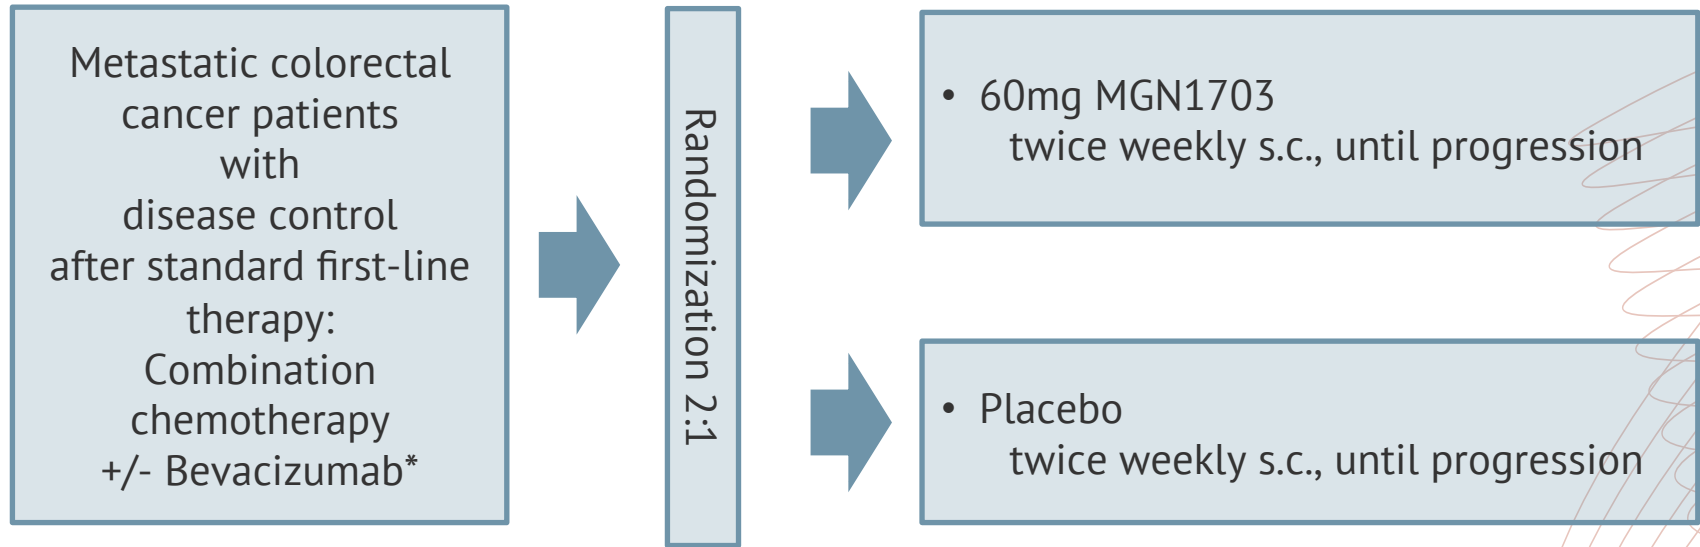 Metastatic colorectal
cancer patients
with
disease control
after standard first-line
therapy:
Combination
chemotherapy
+/- Bevacizumab*
Randomization 2:1
• 60mg MGN1703
twice weekly s.c., until progression
• Placebo
twice weekly s.c., until progression